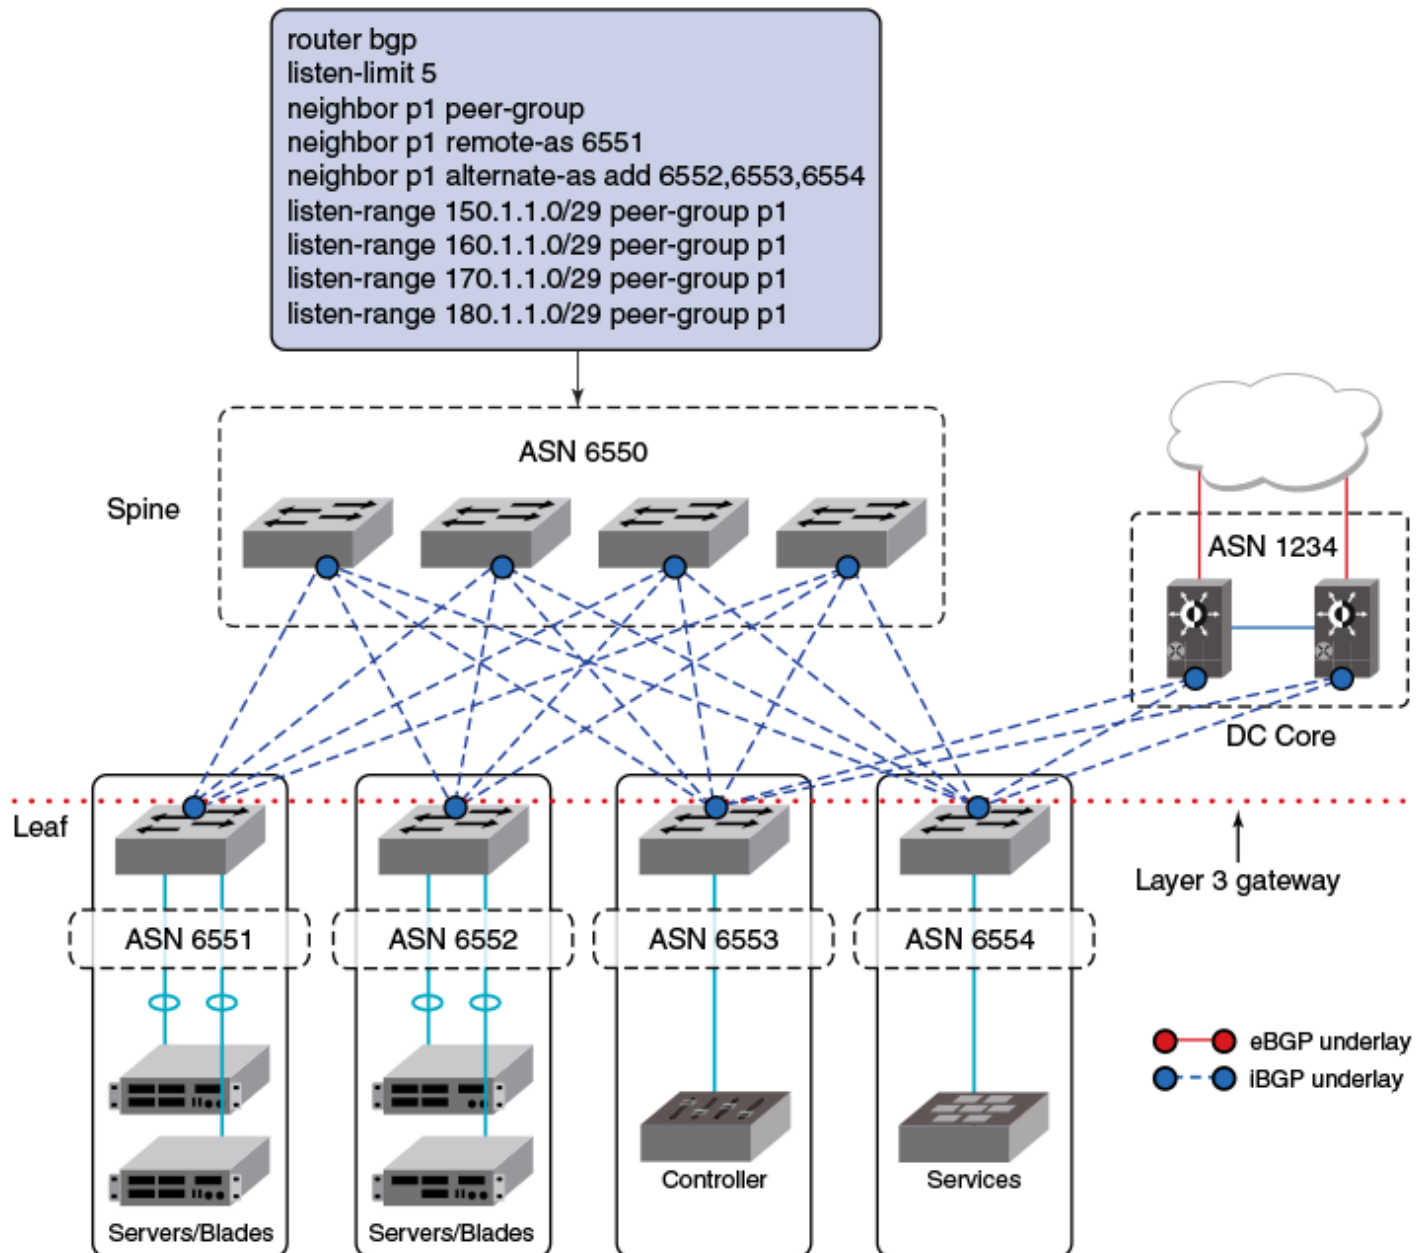 router bgp
listen-limit 5
neighbor p1 peer-group
neighbor p1 remote-as 6551
neighbor p1 alternate-as add 6552,6553,6554
listen-range 150.1.1.0/29 peer-group p1
listen-range 160.1.1.0/29 peer-group p1
listen-range 170.1.1.0/29 peer-group p1
listen-range 180.1.1.0/29 peer-group p1
ASN 6550
Spine
ASN 1234
DC Core
Leaf
Layer 3 gateway
ASN 6551
ASN 6552
ASN 6553
ASN 6554
eBGP underlay
iBGP underlay
Controller
Services
Servers/Blades
Servers/Blades